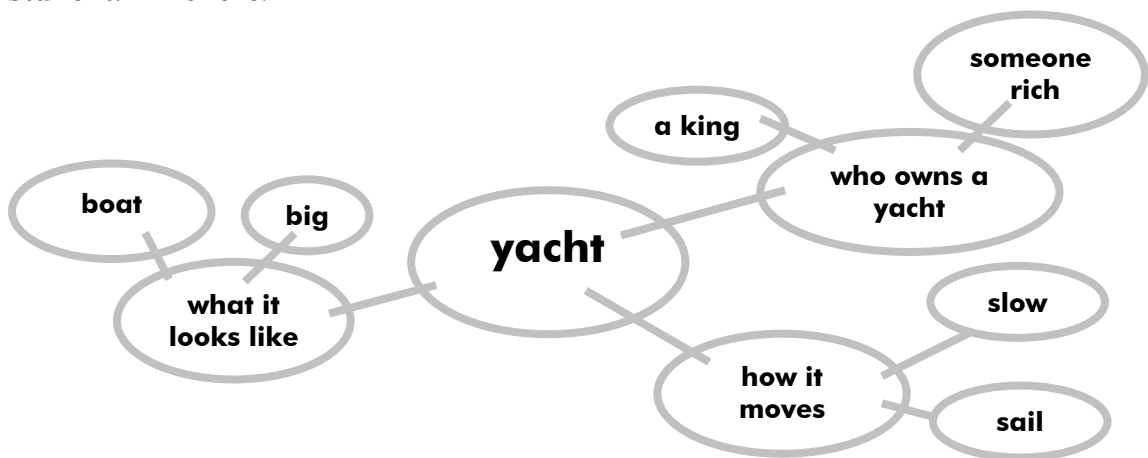 someone
rich
a king
who owns a
yacht
boat
big
yacht
what it
looks like
slow
how it
moves
sail